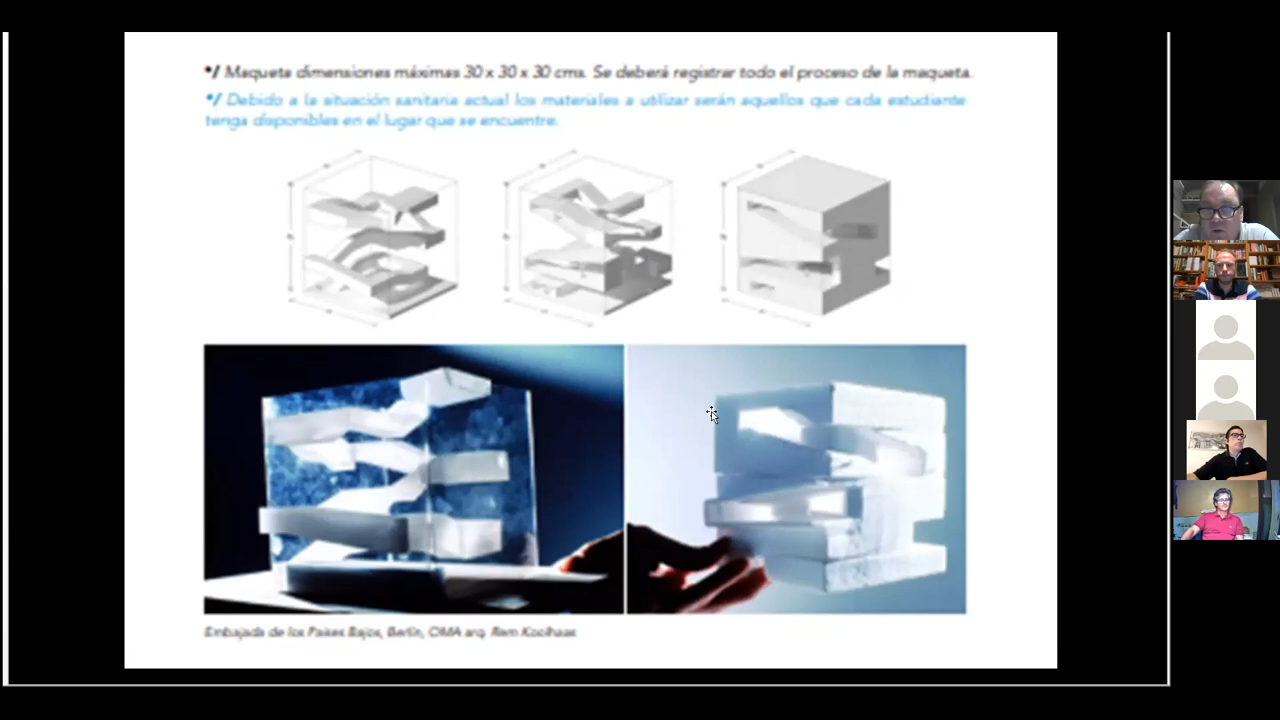 */ Maqueta dimensiones máximas 30 x 30 x 30 cms. Se deberá registrar todo el proceso de la maqueta.
*/ Debido a la situación sanitaria actual los materiales a utilizar serán aquellos que cada estudiante
tenga disponibles en el lugar que se encuentre.
Embajada de los Países Bajos, Berlín, OMA arq. Rem Koolhaas